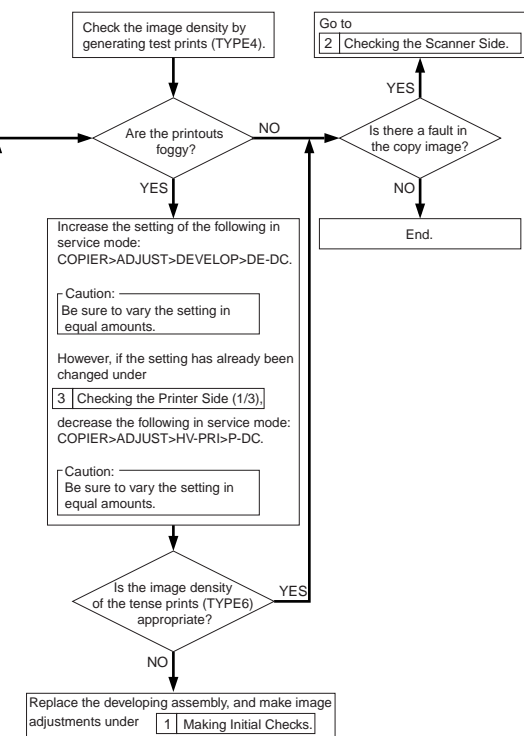 Check the image density by
generating test prints (TYPE4).
Go to
2 Checking the Scanner Side.
YES
Are the printouts
foggy?
NO
Is there a fault in
the copy image?
YES
NO
Increase the setting of the following in
service mode:
COPIER>ADJUST>DEVELOP>DE-DC.
Caution:
Be sure to vary the setting in
equal amounts.
However, if the setting has already been
changed under
3 Checking the Printer Side (1/3),
decrease the following in service mode:
COPIER>ADJUST>HV-PRI>P-DC.
Caution:
Be sure to vary the setting in
equal amounts.
End.
Is the image density
of the tense prints (TYPE6)
appropriate?
YES
NO
Replace the developing assembly, and make image
adjustments under 1 Making Initial Checks.